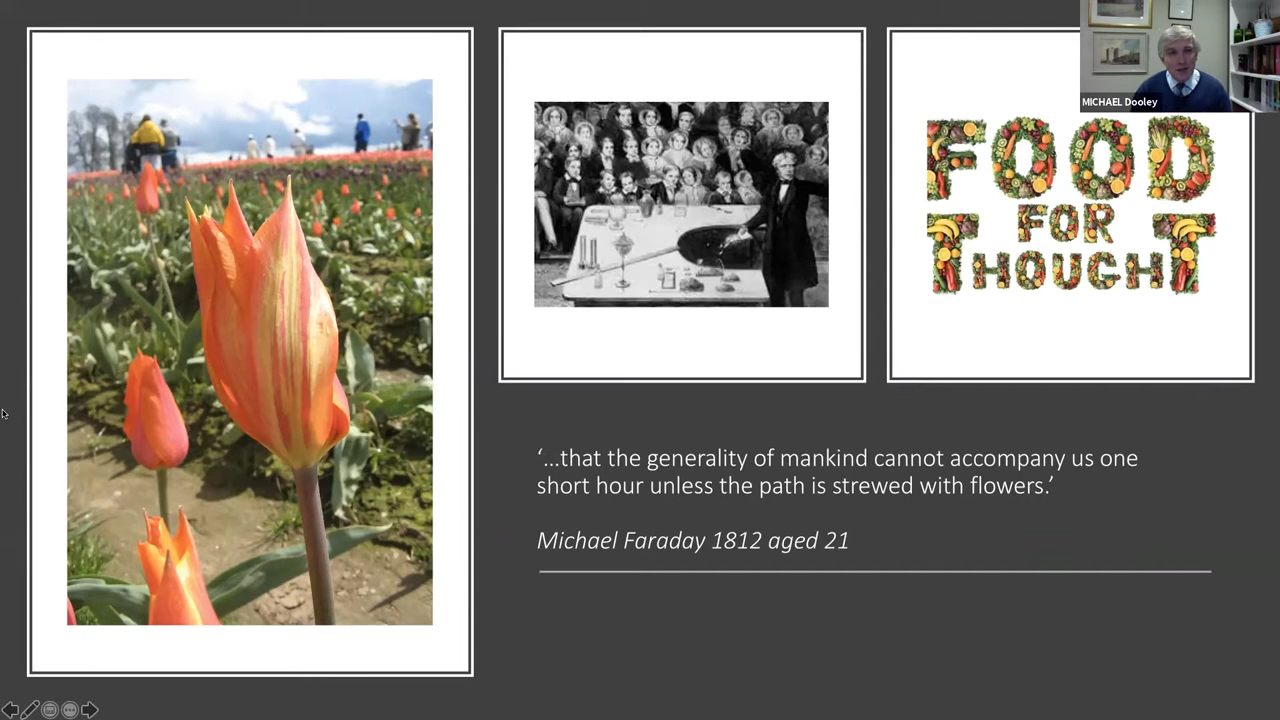 MICHAEL Dooley
FOOD
FOR
THOUGHT
‘...that the generality of mankind cannot accompany us one
short hour unless the path is strewed with flowers.’
Michael Faraday 1812 aged 21